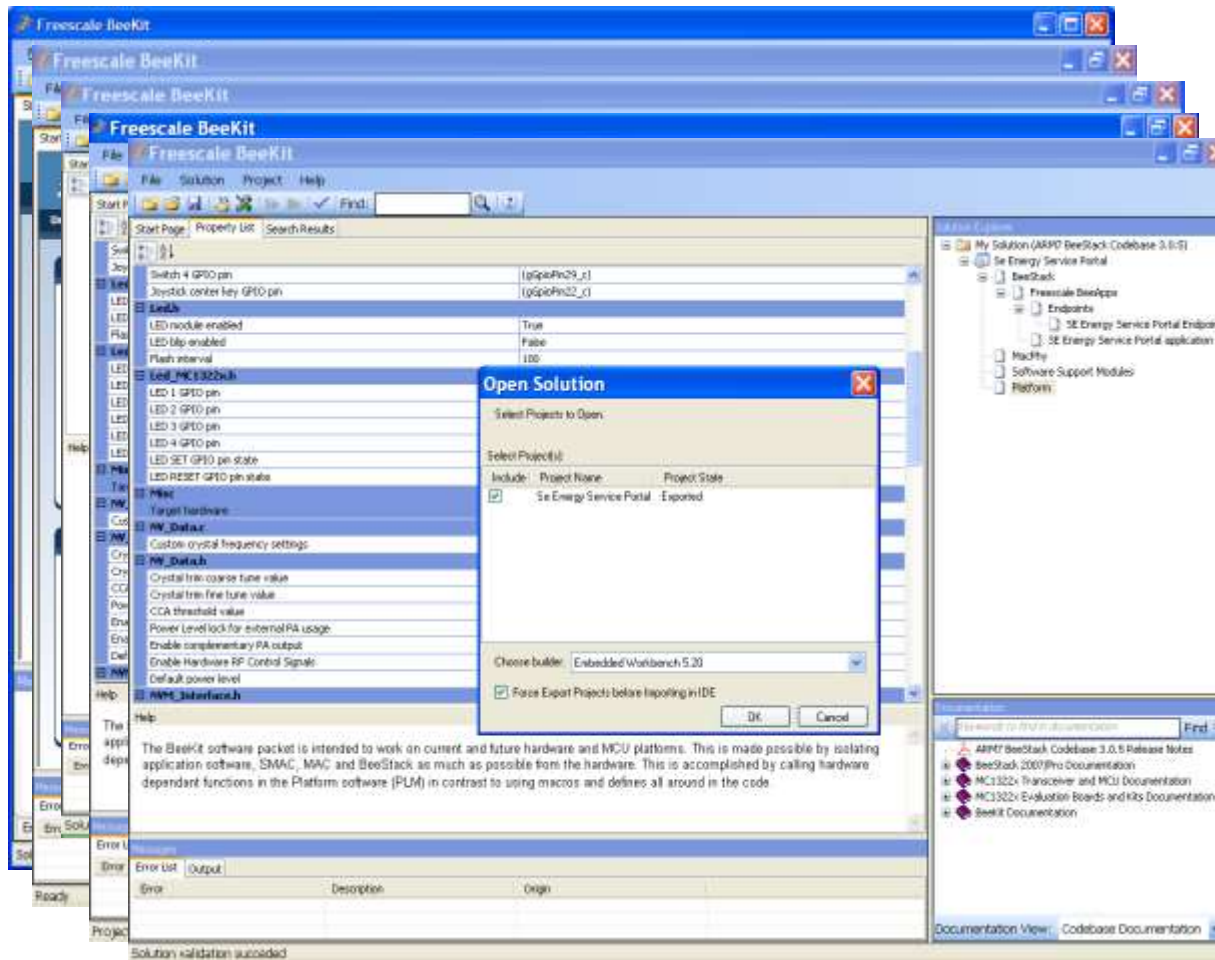 Freescale BeeKit
Freescale BeeKit
Freescale BeeKit
Freescale BeeKit
Freescale BeeKit
File
File Solution Project Help
Find:
Start Page Property List Search Results
Switch 4 GPIO pin (gGpioPin29_c)
Joystick center key GPIO pin (gGpioPin22_c)
Led.h
LED module enabled True
LED blip enabled False
Flash interval 100
Led_MC1322x.h
LED 1 GPIO pin
LED 2 GPIO pin
LED 3 GPIO pin
LED 4 GPIO pin
LED SET GPIO pin state
LED RESET GPIO pin state
Misc
Target hardware
NV_Data.c
Custom crystal frequency settings
NV_Data.h
Crystal trim coarse tune value
Crystal trim fine tune value
CCA threshold value
Power Level lock for external PA usage
Enable complementary PA output
Enable Hardware RF Control Signals
Default power level
Help
The BeeKit software packet is intended to work on current and future hardware and MCU platforms. This is made possible by isolating
application software, SMAC, MAC and BeeStack as much as possible from the hardware. This is accomplished by calling hardware
dependant functions in the Platform software (PLM) in contrast to using macros and defines all around in the code
Messages
Error List Output
Error Description Origin
Solution validation succeded
Open Solution
Select Projects to Open.
Select Project(s):
Include Project Name Project State
Se Energy Service Portal Exported
Choose builder: Embedded Workbench 5.20
Force Export Projects before Importing in IDE
OK Cancel
Solution Explorer
My Solution (ARM7 BeeStack Codebase 3.0.5)
Se Energy Service Portal
BeeStack
Freescale BeeApps
Endpoints
SE Energy Service Portal Endpoin
SE Energy Service Portal application
MacPhy
Software Support Modules
Platform
Documentation
Find
ARM7 BeeStack Codebase 3.0.5 Release Notes
BeeStack 2007/Pro Documentation
MC1322x Transceiver and MCU Documentation
MC1322x Evaluation Boards and Kits Documentation
BeeKit Documentation
Documentation View: Codebase Documentation
Ready